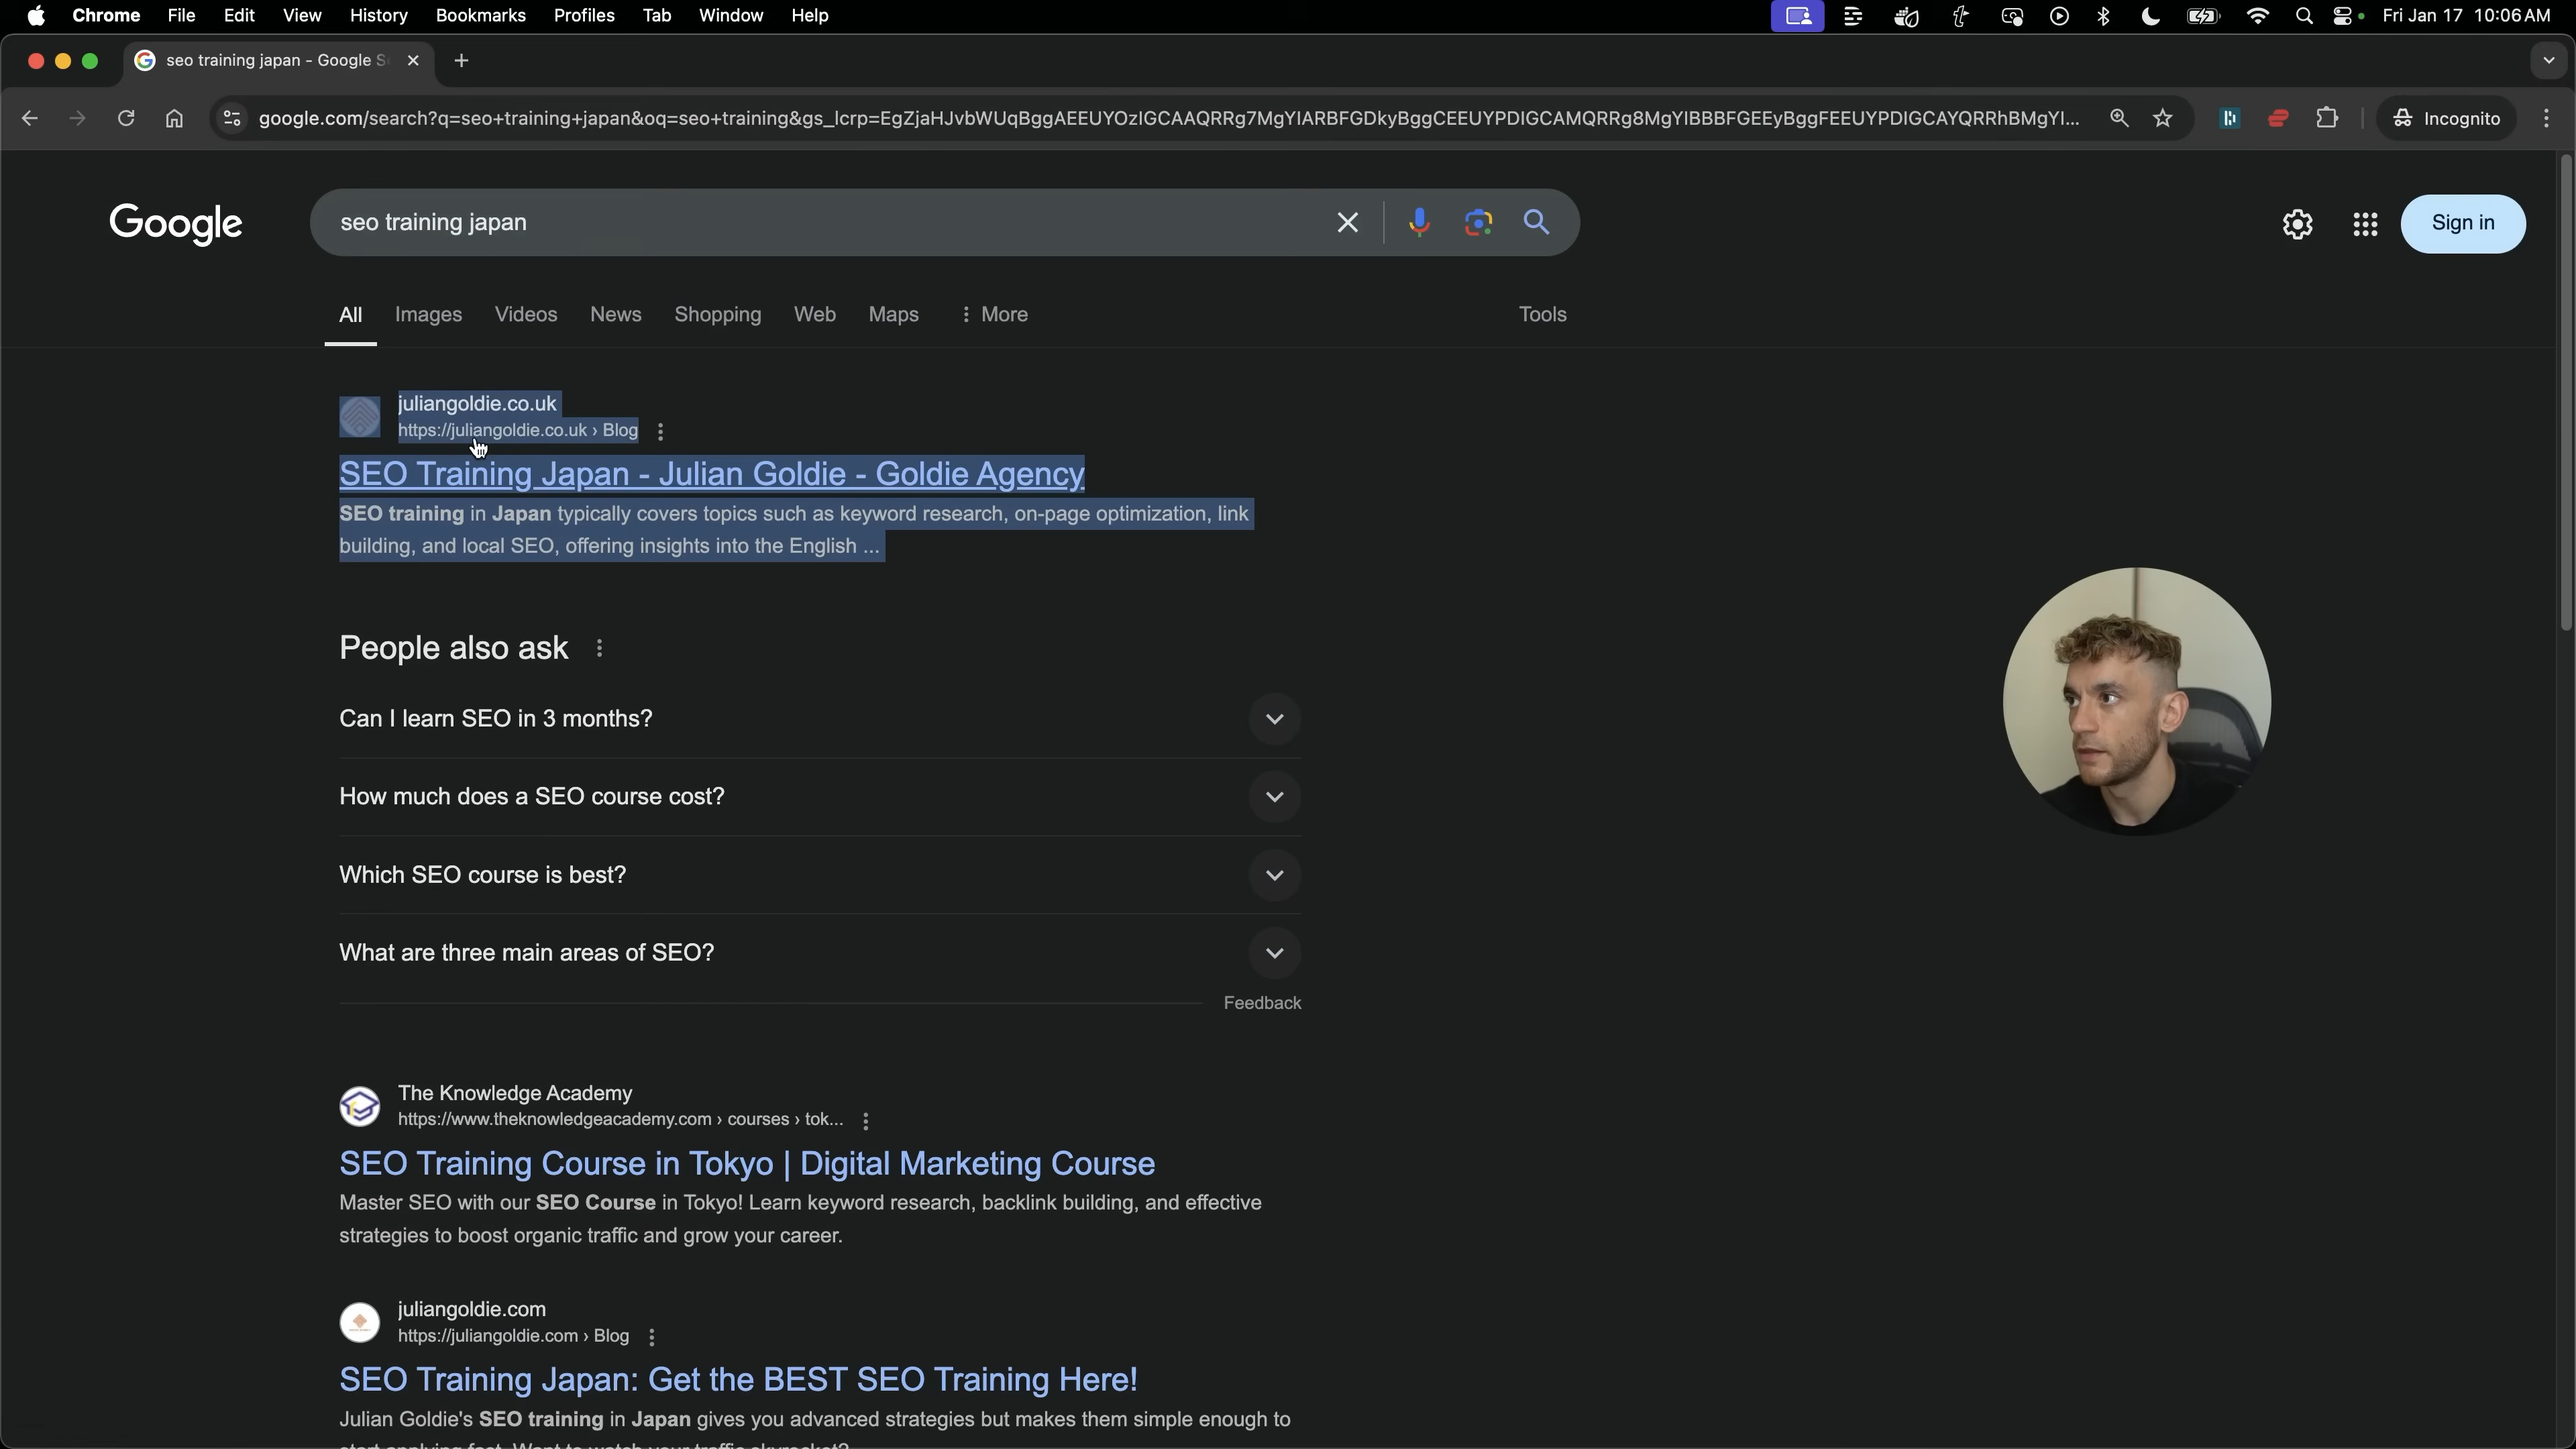 Chrome File Edit View History Bookmarks Profiles Tab Window Help Fri Jan 17 10:06 AM
seo training japan - Google S
google.com/search?q=seo+training+japan&oq=seo+training&gs_lcrp=EgZjaHJvbWUqBggAEEUYOzIGCAAQRRg7MgYIARBFGDkyBggCEEUYPDIGCAMQRRg8MgYIBBBFGEEyBggFEEUYPDIGCAYQRRhBMgYI... Incognito
Google
seo training japan
Sign in
All Images Videos News Shopping Web Maps More Tools
juliangoldie.co.uk
https://juliangoldie.co.uk › Blog
SEO Training Japan - Julian Goldie - Goldie Agency
SEO training in Japan typically covers topics such as keyword research, on-page optimization, link
building, and local SEO, offering insights into the English ...
People also ask
Can I learn SEO in 3 months?
How much does a SEO course cost?
Which SEO course is best?
What are three main areas of SEO?
Feedback
The Knowledge Academy
https://www.theknowledgeacademy.com › courses › tok...
SEO Training Course in Tokyo | Digital Marketing Course
Master SEO with our SEO Course in Tokyo! Learn keyword research, backlink building, and effective
strategies to boost organic traffic and grow your career.
juliangoldie.com
https://juliangoldie.com › Blog
SEO Training Japan: Get the BEST SEO Training Here!
Julian Goldie's SEO training in Japan gives you advanced strategies but makes them simple enough to